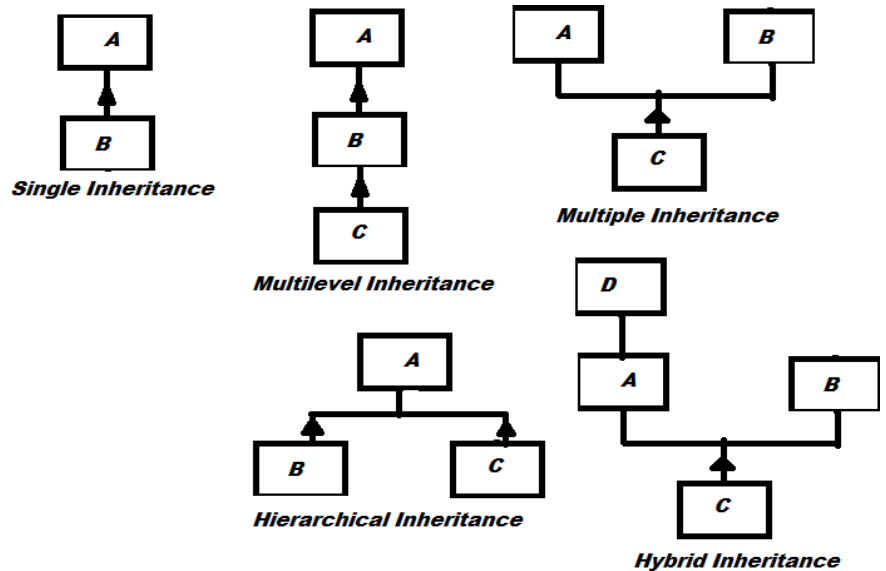 A
B
Single Inheritance
A
B
C
Multilevel Inheritance
A
B
C
Multiple Inheritance
A
B
C
Hierarchical Inheritance
D
A
B
C
Hybrid Inheritance